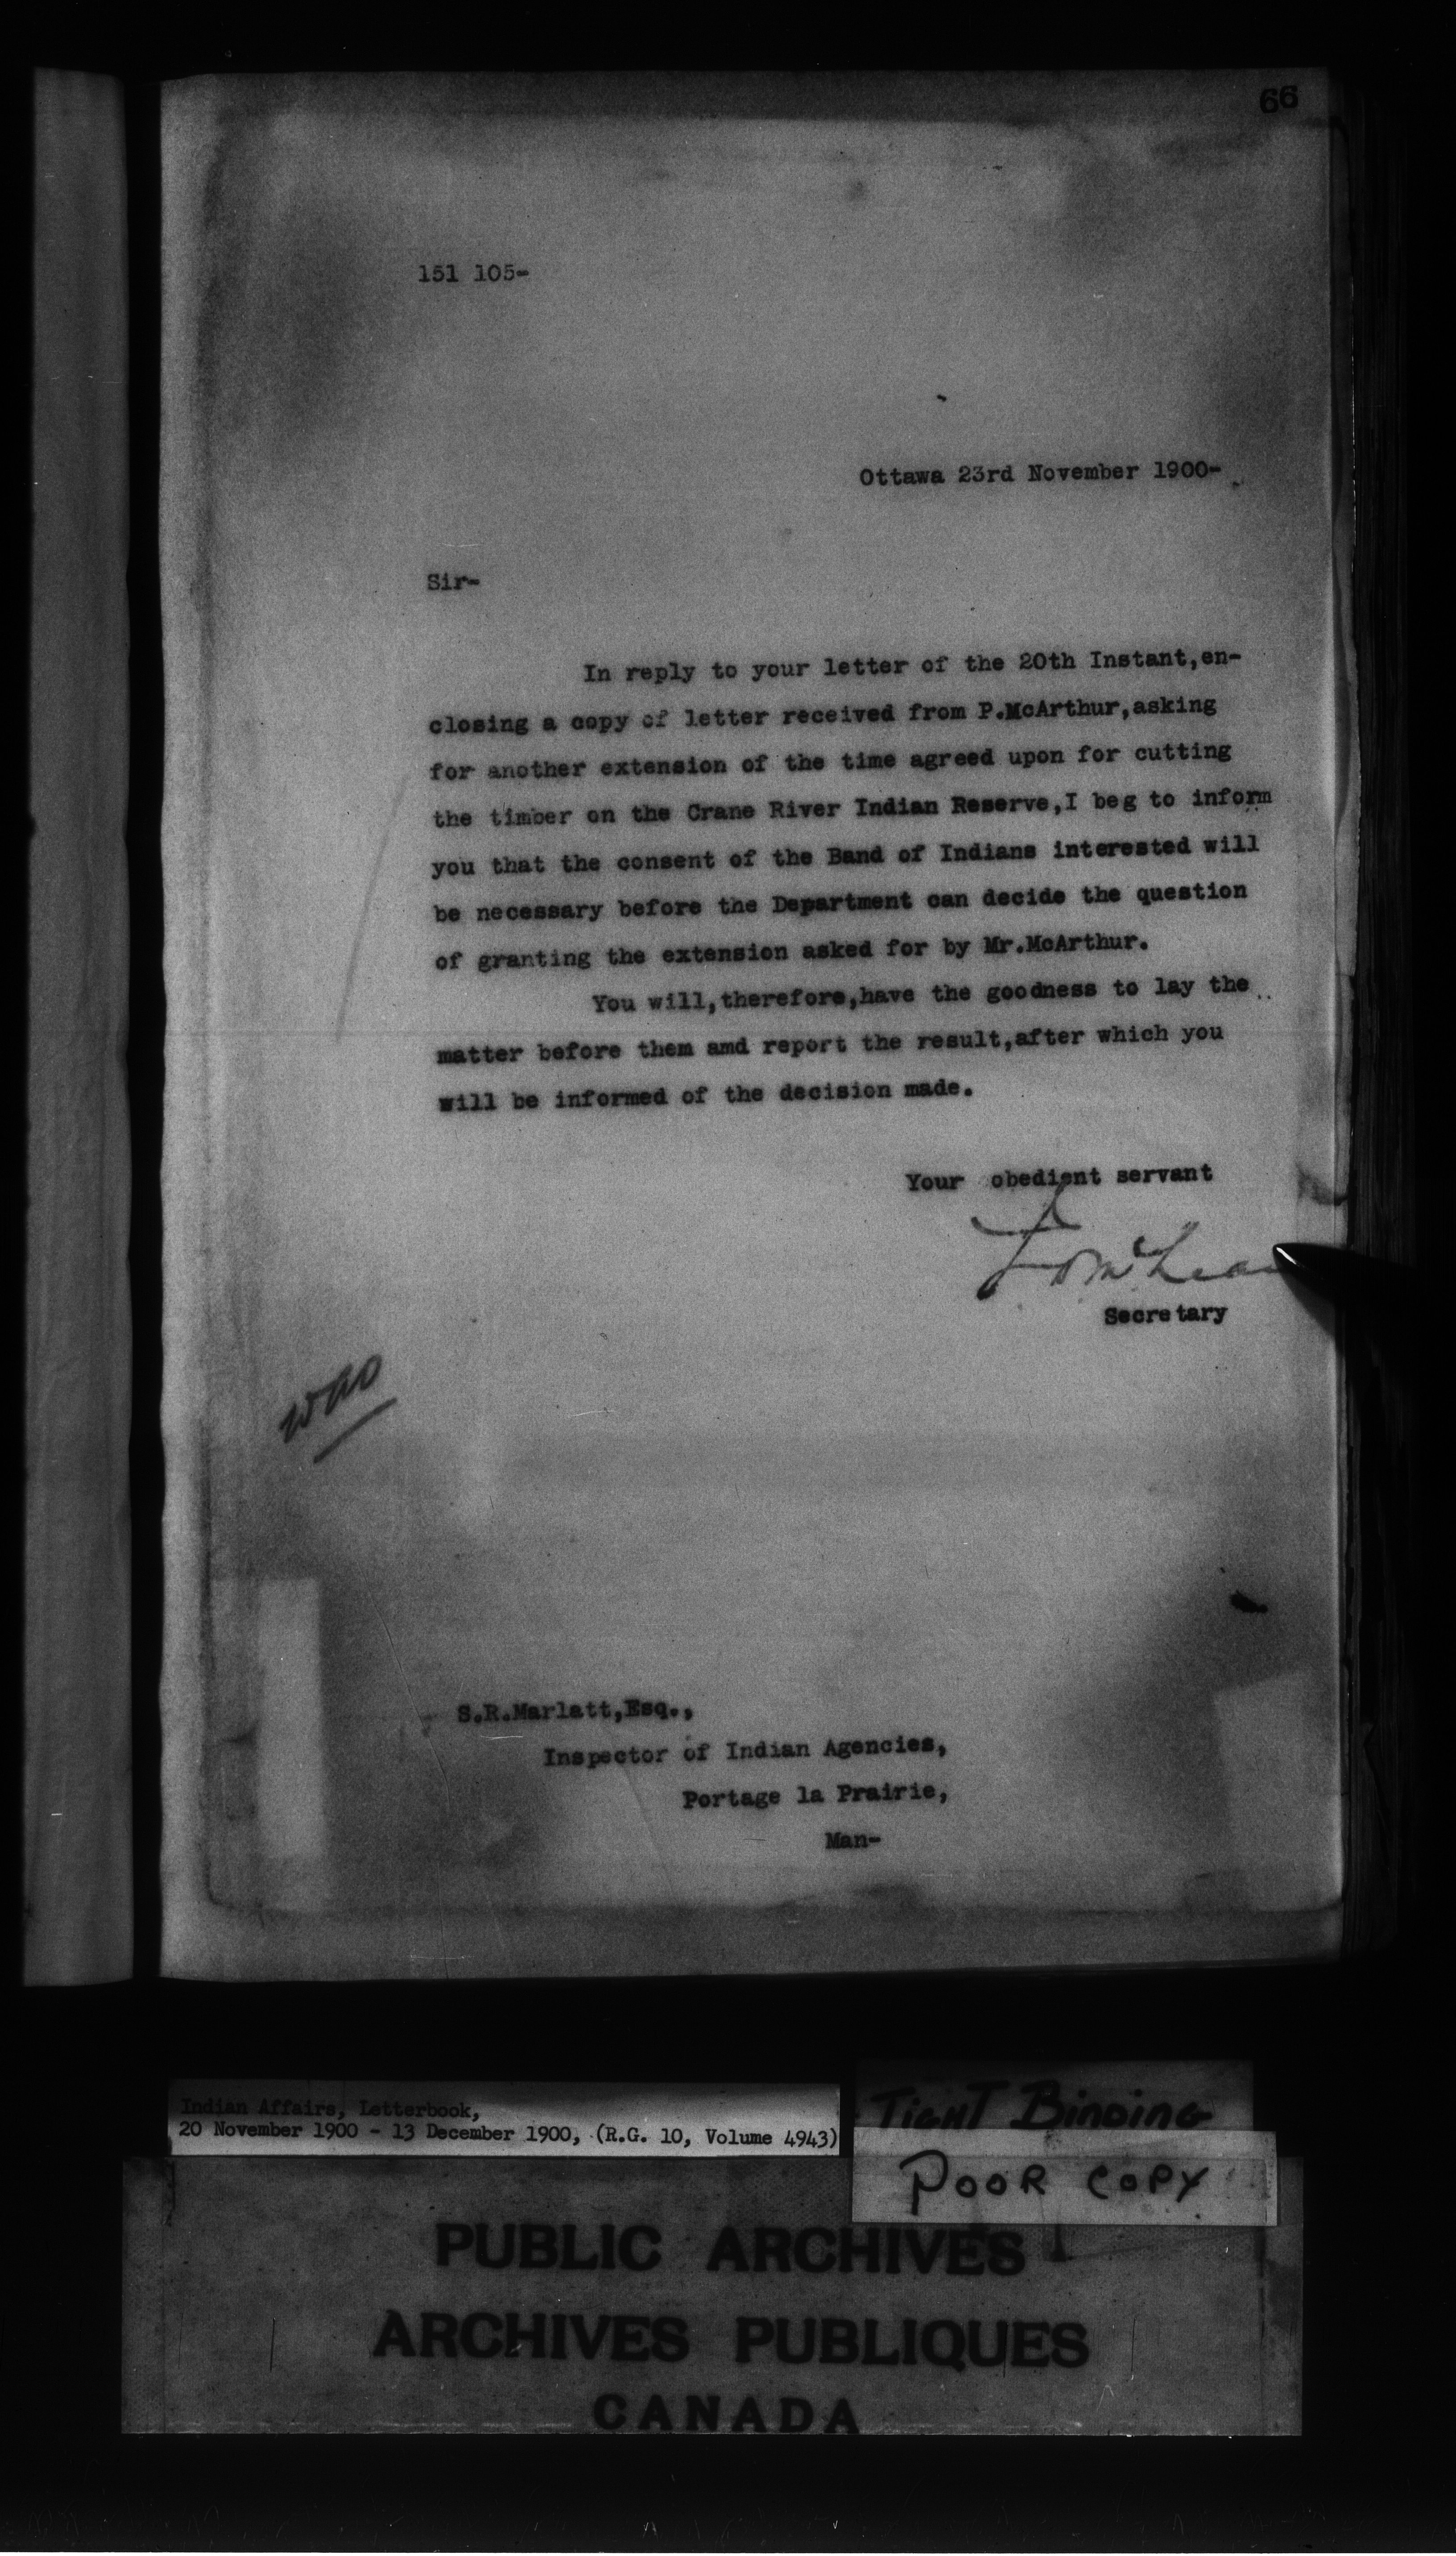 66
151 105-
Ottawa 23rd November 1900-
Sir-
In reply to your letter of the 20th Instant,en-
closing a copy of letter received from P.McArthur,asking
for another extension of the time agreed upon for cutting
the timber on the Crane River Indian Reserve,I beg to inform
you that the consent of the Band of Indians interested will
be necessary before the Department can decide the question
of granting the extension asked for by Mr.McArthur.
You will,therefore,have the goodness to lay the
matter before them amd report the result,after which you
will be informed of the decision made.
Your obedient servant
McLean
Secretary
S.R.Marlatt,Esq.,
Inspector of Indian Agencies,
Portage la Prairie,
Man-
Indian Affairs, Letterbook,
20 November 1900 - 13 December 1900, (R.G. 10, Volume 4943)
TIGHT BINDING
POOR COPY
PUBLIC ARCHIVES
ARCHIVES PUBLIQUES
CANADA